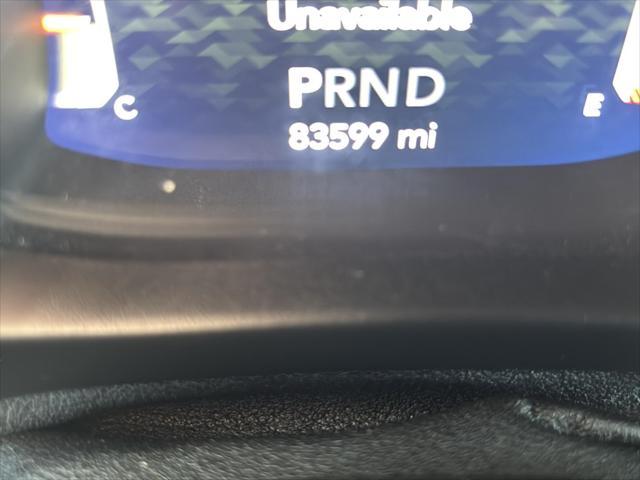 Unavailable
PRND
C E
83599 mi